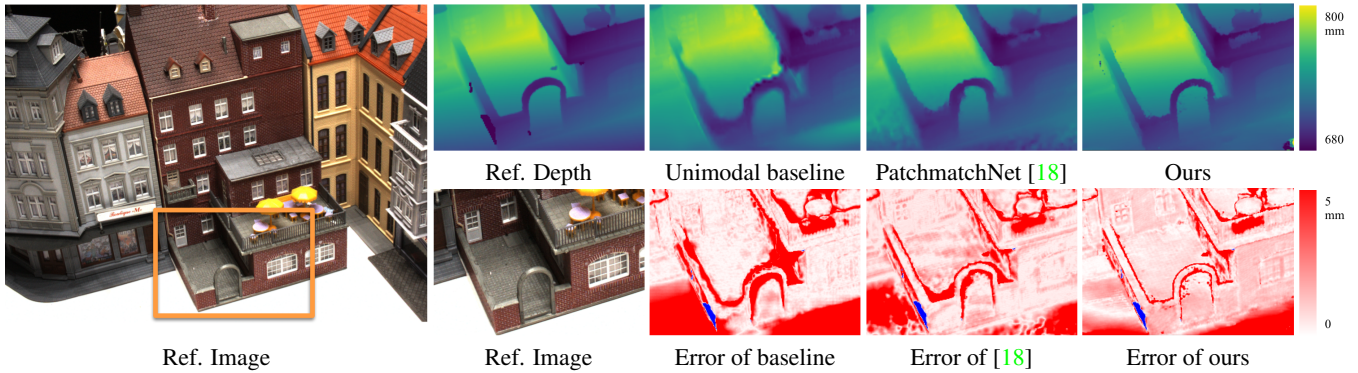 800
mm
680
Ref. Depth
Unimodal baseline
PatchmatchNet [18]
Ours
5
mm
0
Ref. Image
Ref. Image
Error of baseline
Error of [18]
Error of ours